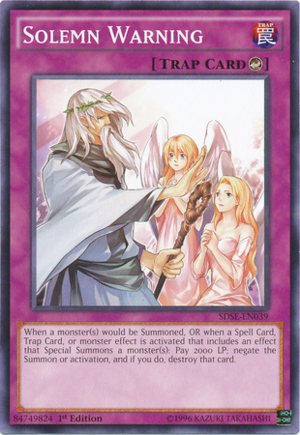 SOLEMN WARNING
TRAP
罠
[TRAP CARD]
SDSE-EN039
When a monster(s) would be Summoned, OR when a Spell Card,
Trap Card, or monster effect is activated that includes an effect
that Special Summons a monster(s): Pay 2000 LP; negate the
Summon or activation, and if you do, destroy that card.
84749824 1st Edition ©1996 KAZUKI TAKAHASHI